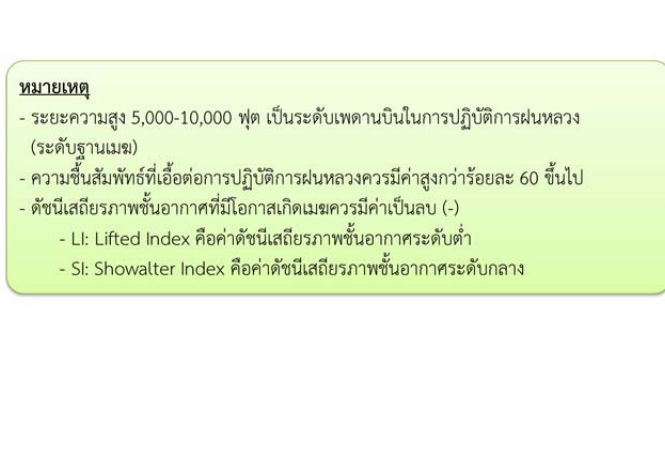 หมายเหตุ
- ระยะความสูง 5,000-10,000 ฟุต เป็นระดับเพดานบินในการปฏิบัติการฝนหลวง
(ระดับฐานเมฆ)
- ความชื้นสัมพัทธ์ที่เอื้อต่อการปฏิบัติการฝนหลวงควรมีค่าสูงกว่าร้อยละ 60 ขึ้นไป
- ดัชนีเสถียรภาพชั้นอากาศที่มีโอกาสเกิดเมฆควรมีค่าเป็นลบ (-)
- LI: Lifted Index คือค่าดัชนีเสถียรภาพชั้นอากาศระดับต่ำ
- SI: Showalter Index คือค่าดัชนีเสถียรภาพชั้นอากาศระดับกลาง